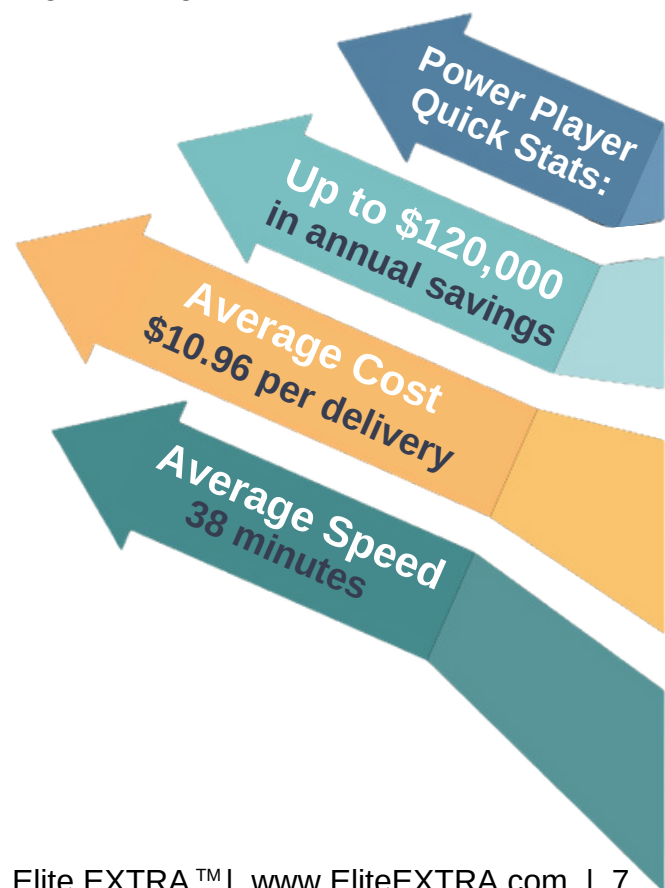 Power Player
Quick Stats:
Up to $120,000
in annual savings
Average Cost
$10.96 per delivery
Average Speed
38 minutes
Elite EXTRA™| www.EliteEXTRA.com | 7